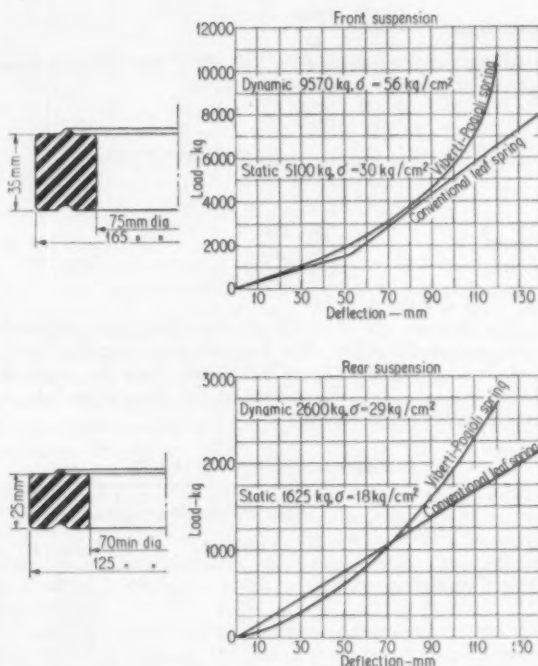 Front suspension
12000
10000
8000
6000
4000
2000
0
Load—kg
Dynamic 9570 kg, σ = 56 kg/cm²
Static 5100 kg, σ = 30 kg/cm²
Viberti-Pogioli spring
Conventional leaf spring
10 30 50 70 90 110 130
Deflection — mm
35mm
75mm dia
165 " "
Rear suspension
3000
2000
1000
0
Load—kg
Dynamic 2600 kg, σ = 29 kg/cm²
Static 1625 kg, σ = 18 kg/cm²
Viberti-Pogioli spring
Conventional leaf spring
10 30 50 70 90 110 130
Deflection—mm
25mm
70min dia
125 " "